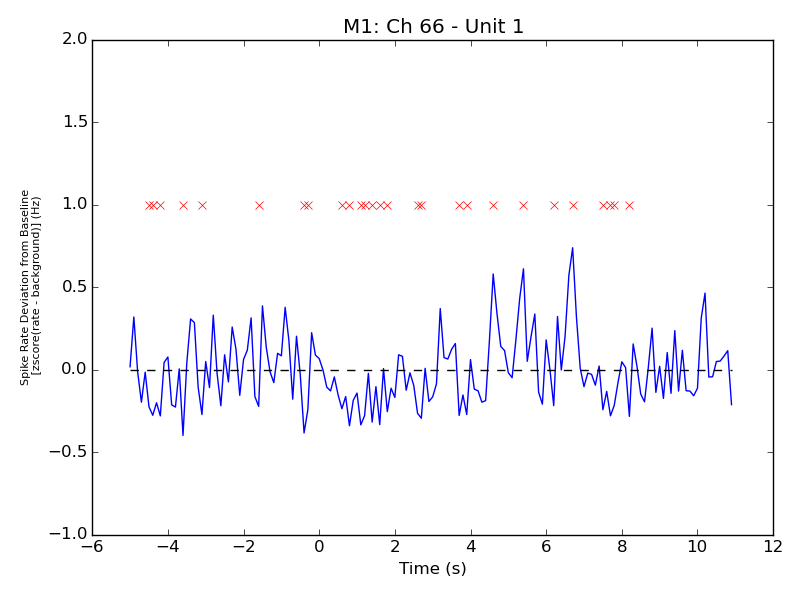 M1: Ch 66 - Unit 1
2.0
1.5
1.0
0.5
0.0
−0.5
−1.0
Spike Rate Deviation from Baseline
[zscore(rate - background)] (Hz)
−6 −4 −2 0 2 4 6 8 10 12
Time (s)